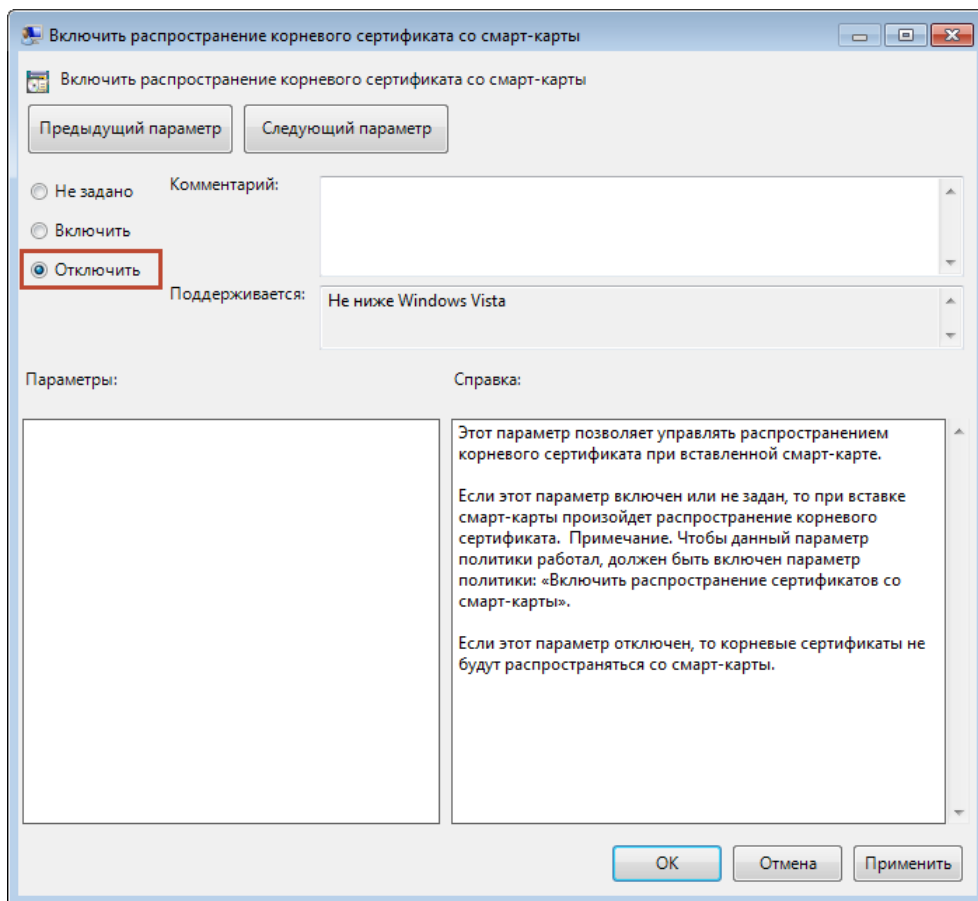 Включить распространение корневого сертификата со смарт-карты
Включить распространение корневого сертификата со смарт-карты
Предыдущий параметр
Следующий параметр
Не задано
Комментарий:
Включить
Отключить
Поддерживается:
Не ниже Windows Vista
Параметры:
Справка:
Этот параметр позволяет управлять распространением
корневого сертификата при вставленной смарт-карте.
Если этот параметр включен или не задан, то при вставке
смарт-карты произойдет распространение корневого
сертификата.  Примечание. Чтобы данный параметр
политики работал, должен быть включен параметр
политики: «Включить распространение сертификатов со
смарт-карты».
Если этот параметр отключен, то корневые сертификаты не
будут распространяться со смарт-карты.
ОК
Отмена
Применить